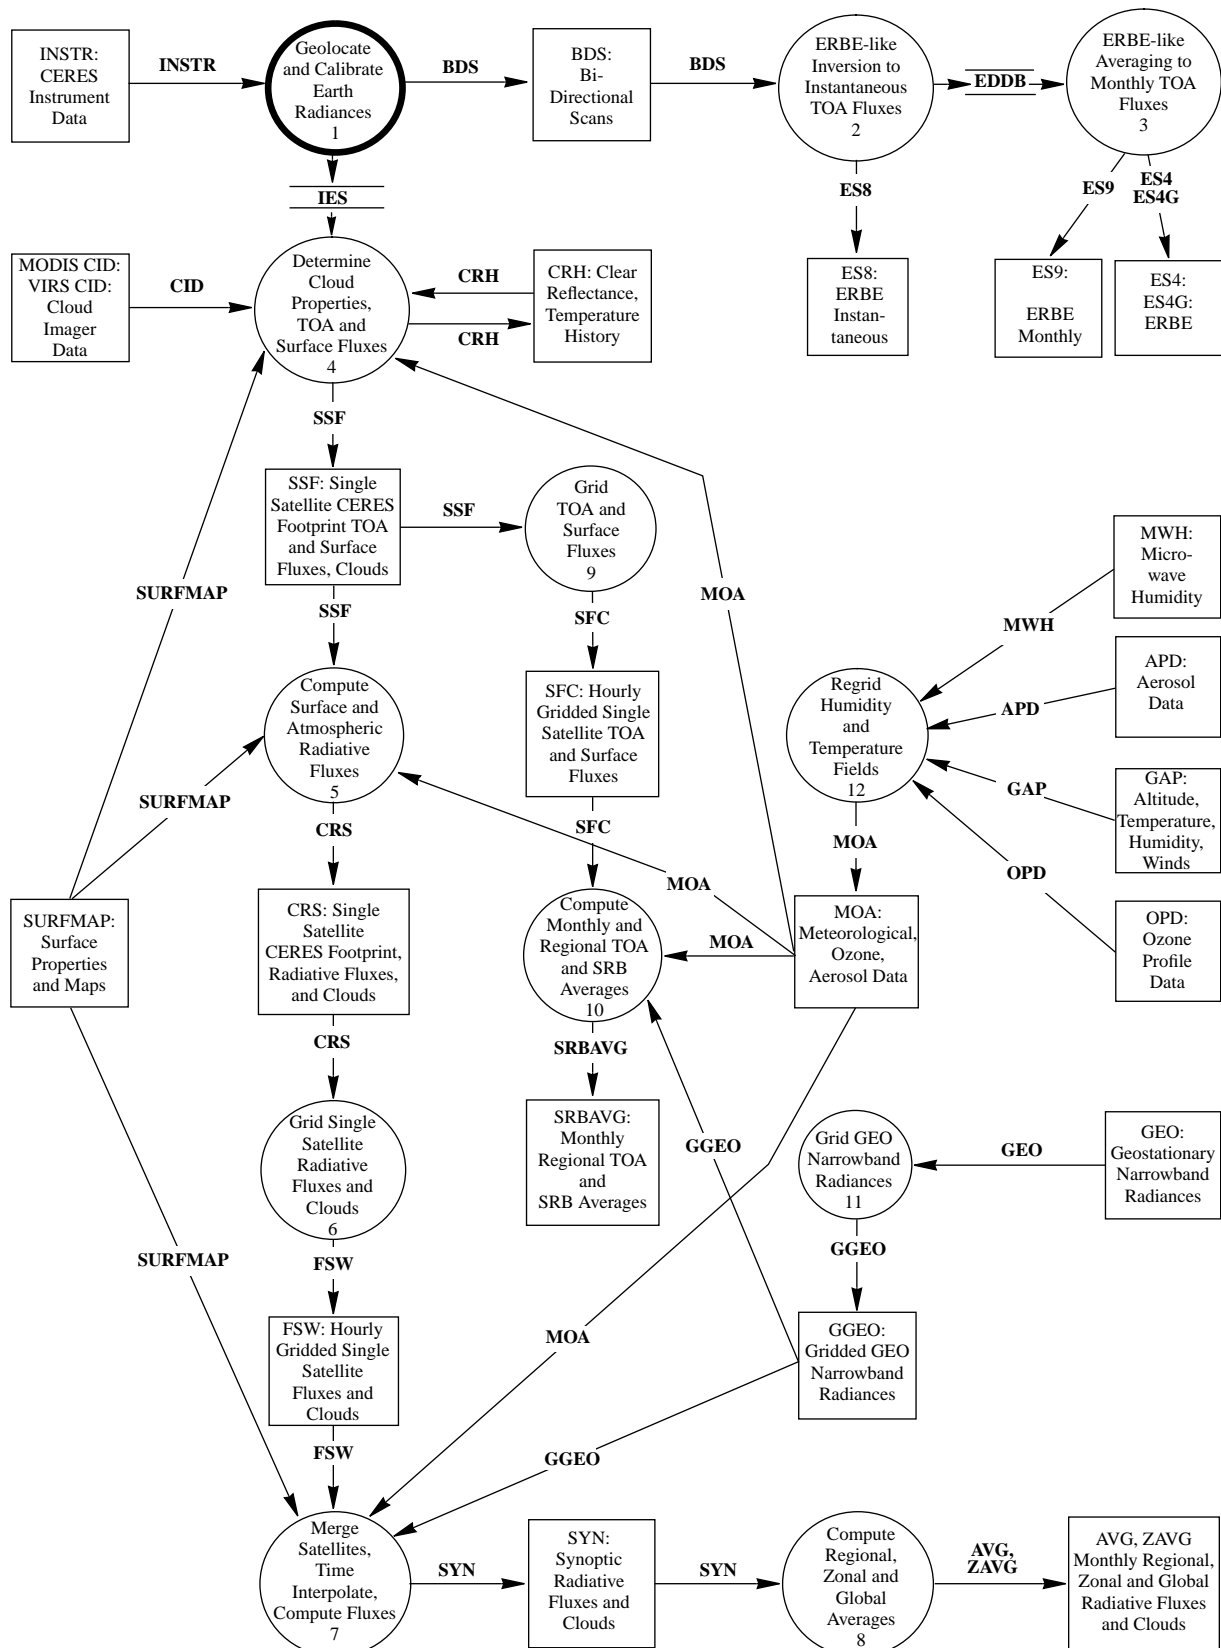 INSTR:
CERES
Instrument
Data
INSTR
Geolocate
and Calibrate
Earth
Radiances
1
BDS
BDS:
Bi-
Directional
Scans
BDS
ERBE-like
Inversion to
Instantaneous
TOA Fluxes
2
EDDB
ERBE-like
Averaging to
Monthly TOA
Fluxes
3
IES
ES8
ES9
ES4
ES4G
MODIS CID:
VIRS CID:
Cloud
Imager
Data
CID
Determine
Cloud
Properties,
TOA and
Surface Fluxes
4
CRH
CRH
CRH: Clear
Reflectance,
Temperature
History
ES8:
ERBE
Instan-
taneous
ES9:
ERBE
Monthly
ES4:
ES4G:
ERBE
SSF
SSF: Single
Satellite CERES
Footprint TOA
and Surface
Fluxes, Clouds
SSF
Grid
TOA and
Surface
Fluxes
9
MWH:
Micro-
wave
Humidity
SURFMAP
SSF
SFC
MOA
MWH
Compute
Surface and
Atmospheric
Radiative
Fluxes
5
SFC: Hourly
Gridded Single
Satellite TOA
and Surface
Fluxes
Regrid
Humidity
and
Temperature
Fields
12
APD
APD:
Aerosol
Data
SURFMAP
GAP
GAP:
Altitude,
Temperature,
Humidity,
Winds
CRS
SFC
MOA
MOA
OPD
SURFMAP:
Surface
Properties
and Maps
CRS: Single
Satellite
CERES Footprint,
Radiative Fluxes,
and Clouds
Compute
Monthly and
Regional TOA
and SRB
Averages
10
MOA
MOA:
Meteorological,
Ozone,
Aerosol Data
OPD:
Ozone
Profile
Data
CRS
SRBAVG
Grid Single
Satellite
Radiative
Fluxes and
Clouds
6
SRBAVG:
Monthly
Regional TOA
and
SRB Averages
GGEO
Grid GEO
Narrowband
Radiances
11
GEO
GEO:
Geostationary
Narrowband
Radiances
SURFMAP
FSW
GGEO
FSW: Hourly
Gridded Single
Satellite
Fluxes and
Clouds
MOA
GGEO:
Gridded GEO
Narrowband
Radiances
FSW
GGEO
Merge
Satellites,
Time
Interpolate,
Compute Fluxes
7
SYN
SYN:
Synoptic
Radiative
Fluxes and
Clouds
SYN
Compute
Regional,
Zonal and
Global
Averages
8
AVG,
ZAVG
AVG, ZAVG
Monthly Regional,
Zonal and Global
Radiative Fluxes
and Clouds